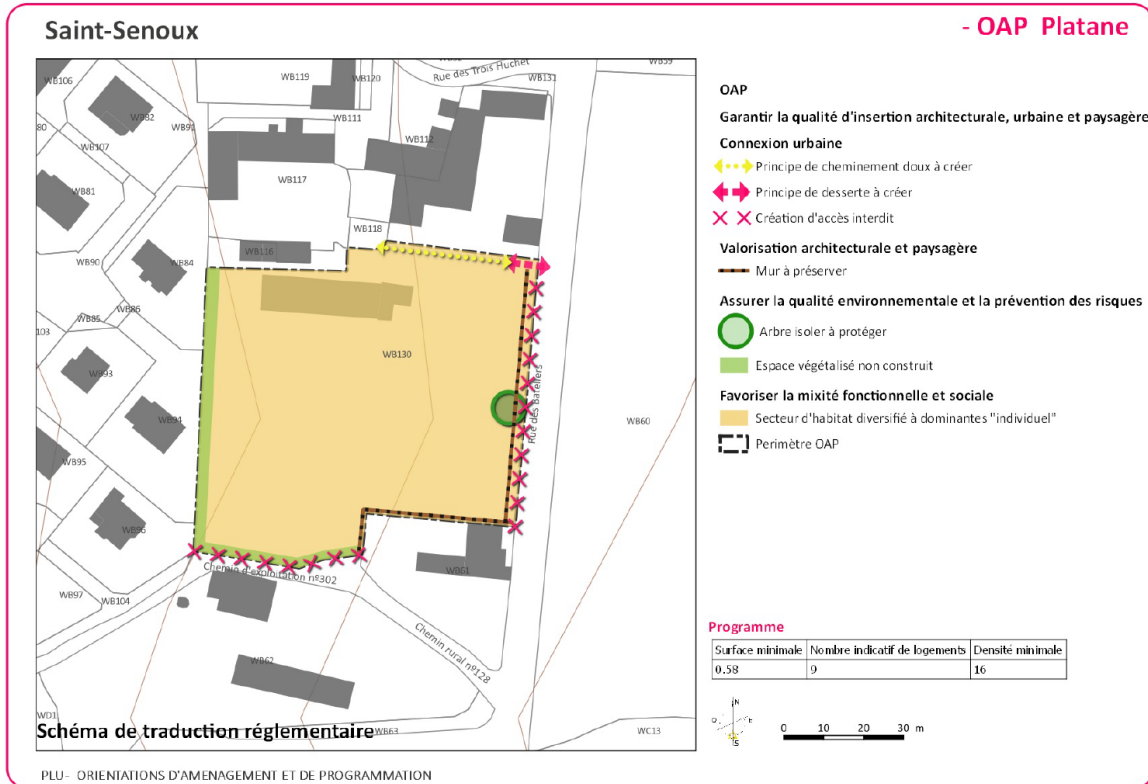 Saint-Senoux
- OAP Platane
WB106
WB119
WB120
Rue des Trois Huchet
WB131
WB59
WB82
WB91
WB111
WB112
80
WB107
WB117
WB81
WB118
WB90
WB84
WB116
WB86
WB85
103
WB130
WB93
Rue des Bateliers
WB60
WB94
WB95
WB96
WB61
Chemin d'exploitation nº302
WB97
WB104
Chemin rural nº128
WB62
WD1
WB63
WC13
Schéma de traduction réglementaire
OAP
Garantir la qualité d'insertion architecturale, urbaine et paysagère
Connexion urbaine
Principe de cheminement doux à créer
Principe de desserte à créer
Création d'accès interdit
Valorisation architecturale et paysagère
Mur à préserver
Assurer la qualité environnementale et la prévention des risques
Arbre isoler à protéger
Espace végétalisé non construit
Favoriser la mixité fonctionnelle et sociale
Secteur d'habitat diversifié à dominantes "individuel"
Perimètre OAP
Programme
Surface minimale Nombre indicatif de logements Densité minimale
0.58 9 16
N
O E
S
0 10 20 30 m
PLU- ORIENTATIONS D'AMENAGEMENT ET DE PROGRAMMATION